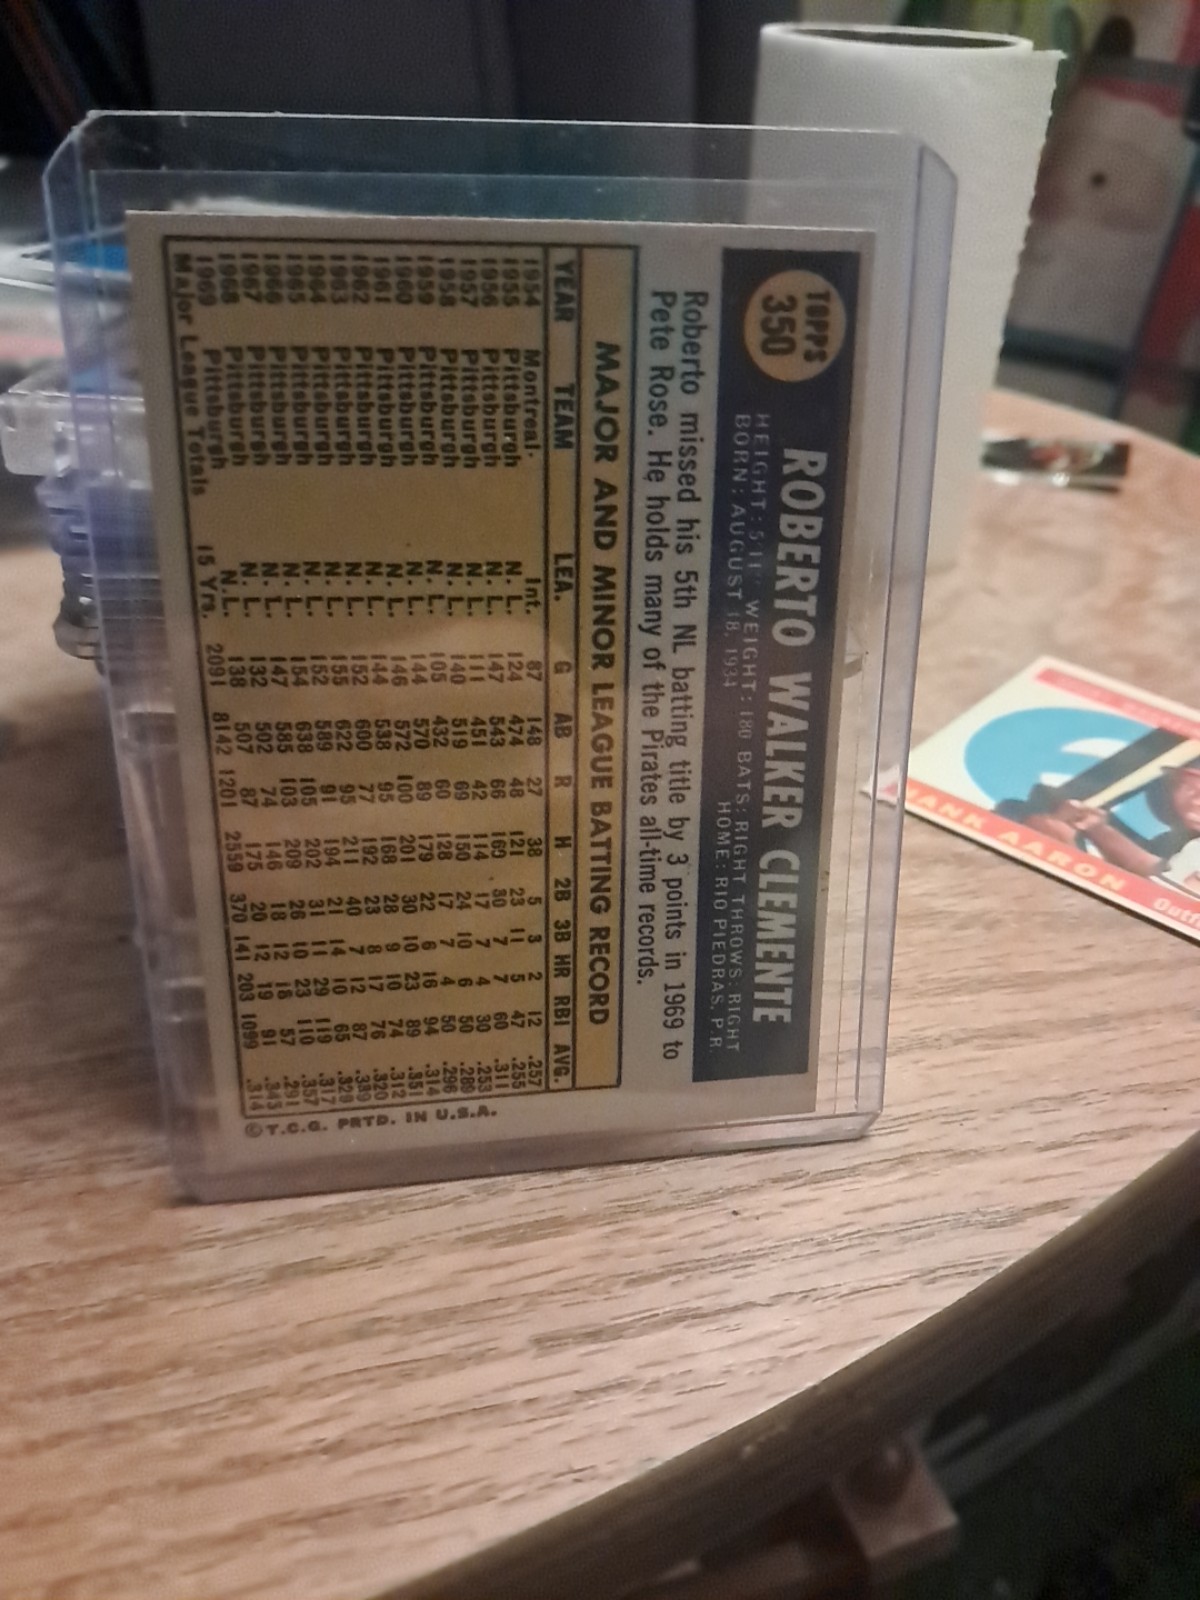 TOPPS
350
ROBERTO WALKER CLEMENTE
HEIGHT: 5'11" WEIGHT: 180 BATS: RIGHT THROWS: RIGHT
BORN: AUGUST 18, 1934 HOME: RIO PIEDRAS, P.R.
Roberto missed his 5th NL batting title by 3 points in 1969 to
Pete Rose. He holds many of the Pirates all-time records.
MAJOR AND MINOR LEAGUE BATTING RECORD
YEAR TEAM LEA. G AB R H 2B 3B HR RBI AVG.
1954 Montreal Int. 87 148 27 38 5 3 2 12 .257
1955 Pittsburgh N. L. 124 474 48 121 23 11 5 47 .255
1956 Pittsburgh N. L. 147 543 66 169 30 7 7 60 .311
1957 Pittsburgh N. L. 111 451 42 114 17 7 4 30 .253
1958 Pittsburgh N. L. 140 519 69 150 24 10 6 50 .289
1959 Pittsburgh N. L. 105 432 60 128 17 7 4 50 .296
1960 Pittsburgh N. L. 144 570 89 179 22 6 16 94 .314
1961 Pittsburgh N. L. 146 572 100 201 30 10 23 89 .351
1962 Pittsburgh N. L. 144 538 95 168 28 9 10 74 .312
1963 Pittsburgh N. L. 152 600 77 192 23 8 17 76 .320
1964 Pittsburgh N. L. 155 622 95 211 40 7 12 87 .339
1965 Pittsburgh N. L. 152 589 91 194 21 14 10 65 .329
1966 Pittsburgh N. L. 154 638 105 202 31 11 29 119 .317
1967 Pittsburgh N. L. 147 585 103 209 26 10 23 110 .357
1968 Pittsburgh N. L. 132 502 74 146 18 12 18 57 .291
1969 Pittsburgh N. L. 138 507 87 175 20 12 19 91 .345
Major League Totals 15 Yrs. 2091 8142 1201 2559 370 141 203 1099 .314
© T.C.G. PRTD. IN U.S.A.
HANK AARON